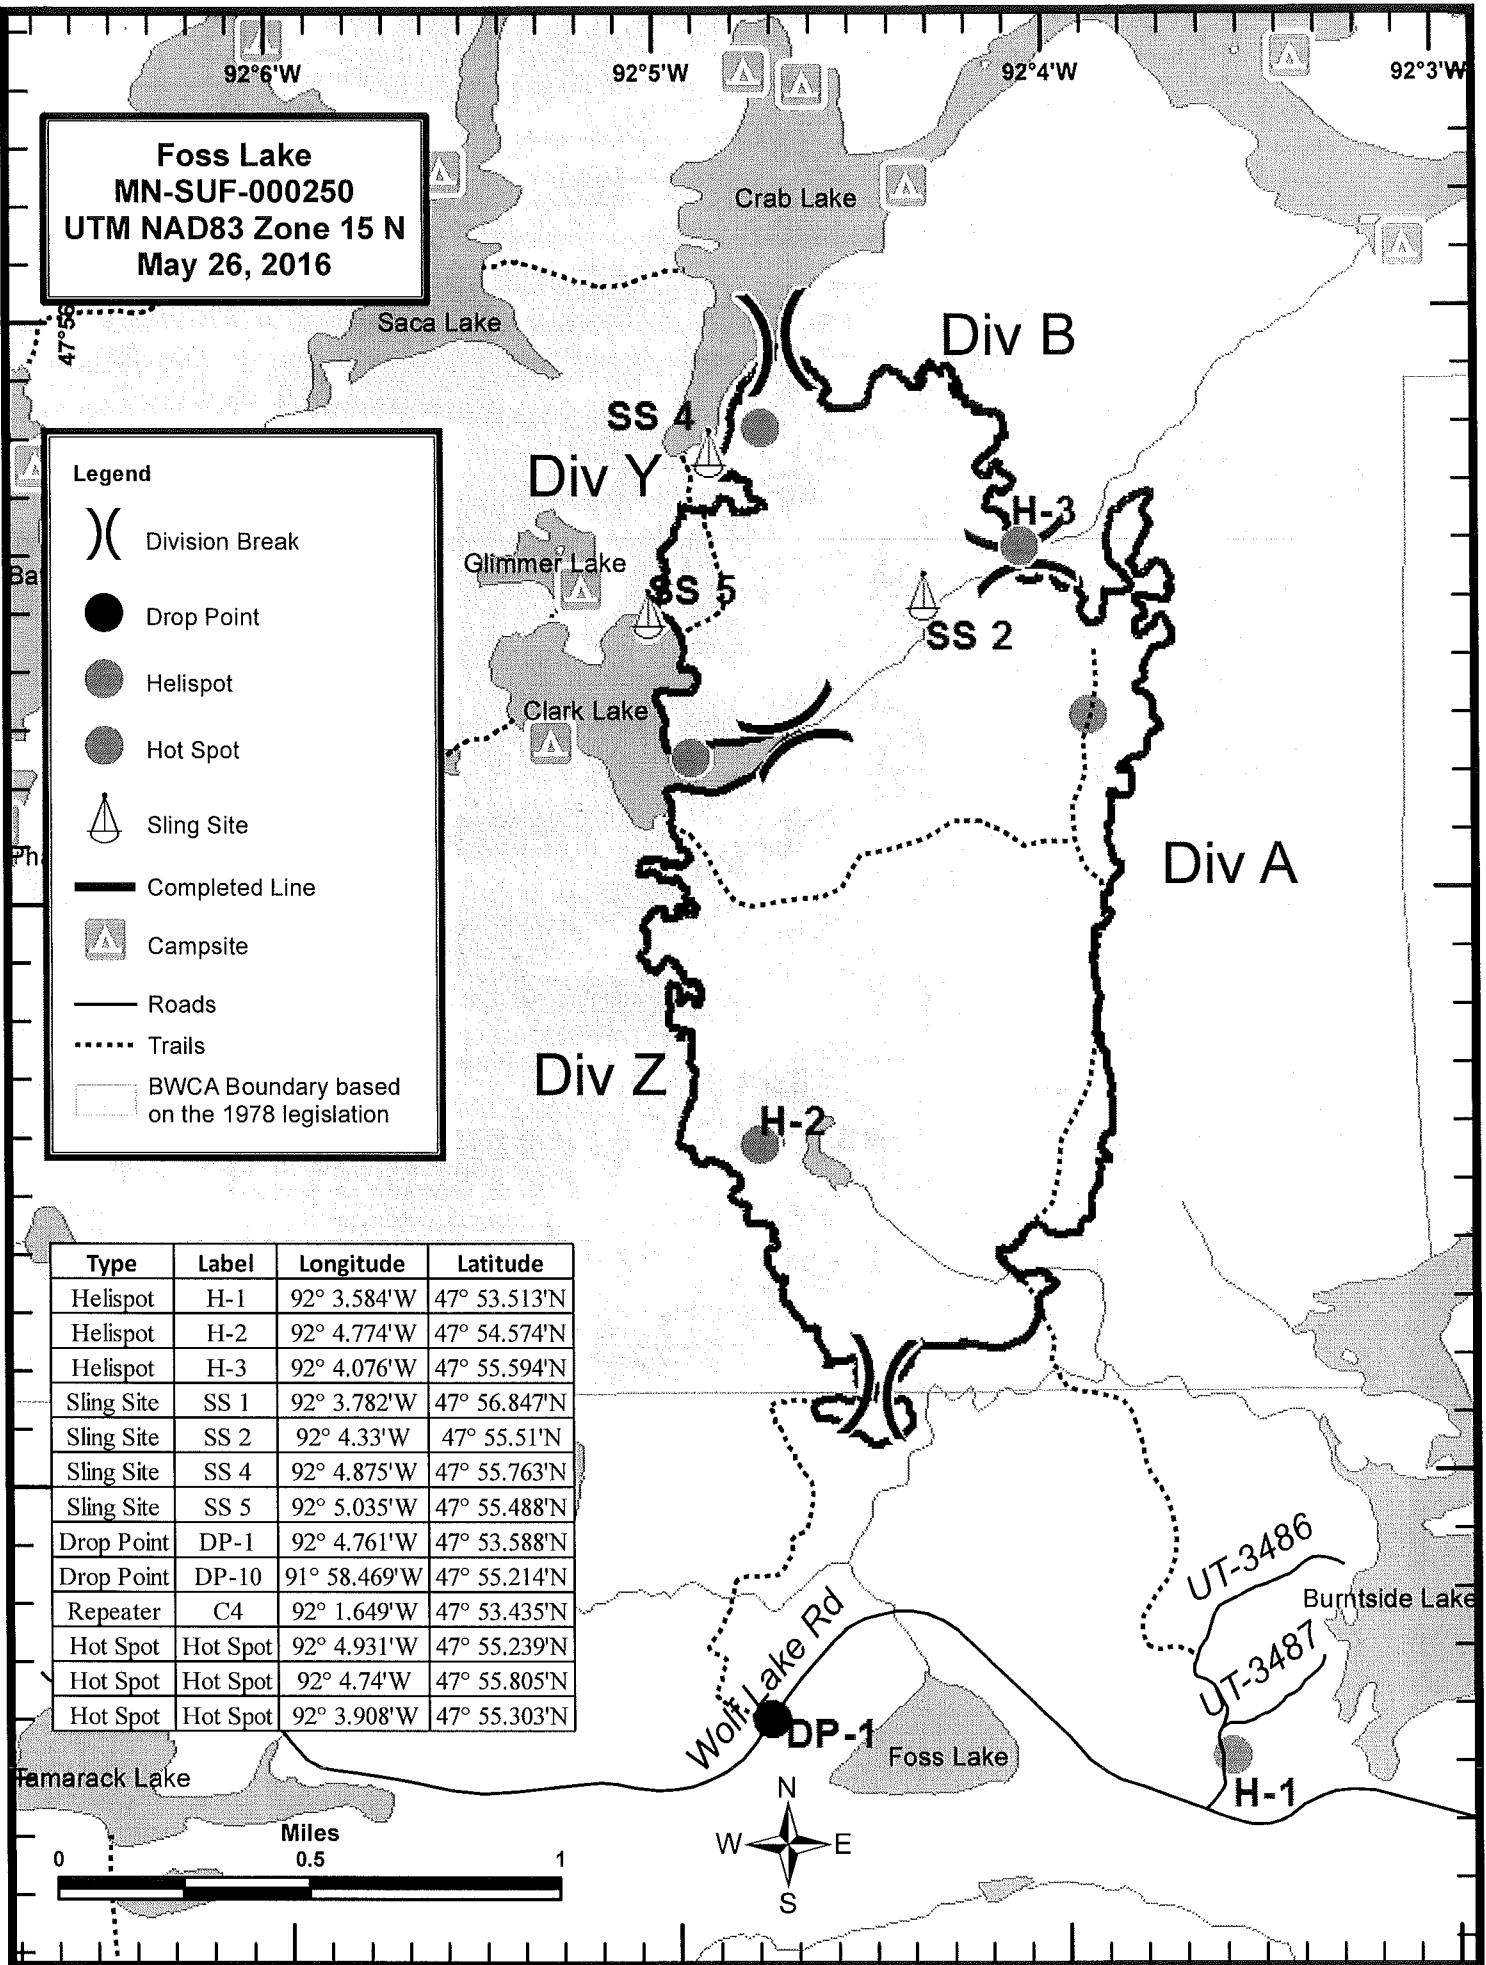 92°6'W
92°5'W
92°4'W
92°3'W
Foss Lake
MN-SUF-000250
UTM NAD83 Zone 15 N
May 26, 2016
Crab Lake
47°56
Saca Lake
Div B
SS 4
Div Y
H-3
Glimmer Lake
SS 5
SS 2
Clark Lake
Div A
Div Z
H-2
Legend
Division Break
Drop Point
Helispot
Hot Spot
Sling Site
Completed Line
Campsite
Roads
Trails
BWCA Boundary based
on the 1978 legislation
Type Label Longitude Latitude
Helispot H-1 92° 3.584'W 47° 53.513'N
Helispot H-2 92° 4.774'W 47° 54.574'N
Helispot H-3 92° 4.076'W 47° 55.594'N
Sling Site SS 1 92° 3.782'W 47° 56.847'N
Sling Site SS 2 92° 4.33'W 47° 55.51'N
Sling Site SS 4 92° 4.875'W 47° 55.763'N
Sling Site SS 5 92° 5.035'W 47° 55.488'N
Drop Point DP-1 92° 4.761'W 47° 53.588'N
Drop Point DP-10 91° 58.469'W 47° 55.214'N
Repeater C4 92° 1.649'W 47° 53.435'N
Hot Spot Hot Spot 92° 4.931'W 47° 55.239'N
Hot Spot Hot Spot 92° 4.74'W 47° 55.805'N
Hot Spot Hot Spot 92° 3.908'W 47° 55.303'N
UT-3486
Burntside Lake
UT-3487
Wolf Lake Rd
DP-1
Foss Lake
H-1
Tamarack Lake
Miles
0 0.5 1
N
W E
S